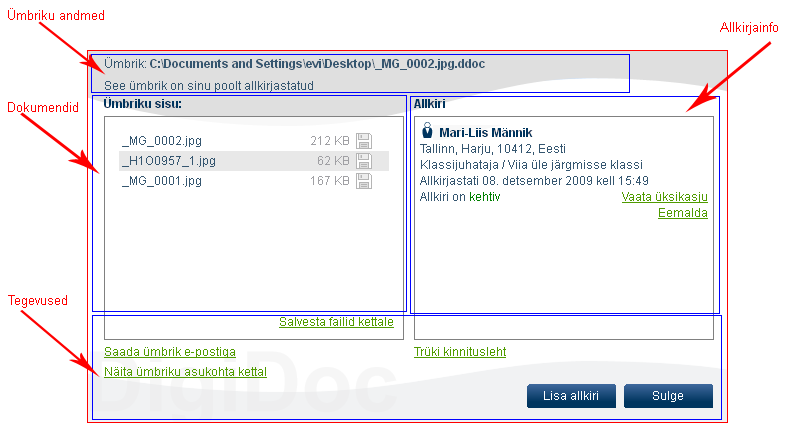 Ümbriku andmed
Allkirjainfo
Ümbrik: C:\Documents and Settings\evi\Desktop\_MG_0002.jpg.ddoc
See ümbrik on sinu poolt allkirjastatud
Dokumendid
Ümbriku sisu:
_MG_0002.jpg 212 KB
_H1O0957_1.jpg 62 KB
_MG_0001.jpg 167 KB
Salvesta failid kettale
Allkiri
Mari-Liis Männik
Tallinn, Harju, 10412, Eesti
Klassijuhataja / Viia üle järgmisse klassi
Allkirjastati 08. detsember 2009 kell 15:49
Allkiri on kehtiv
Vaata üksikasju
Eemalda
Tegevused
Saada ümbrik e-postiga
Trüki kinnitusleht
Näita ümbriku asukohta kettal
DigiDoc
Lisa allkiri
Sulge